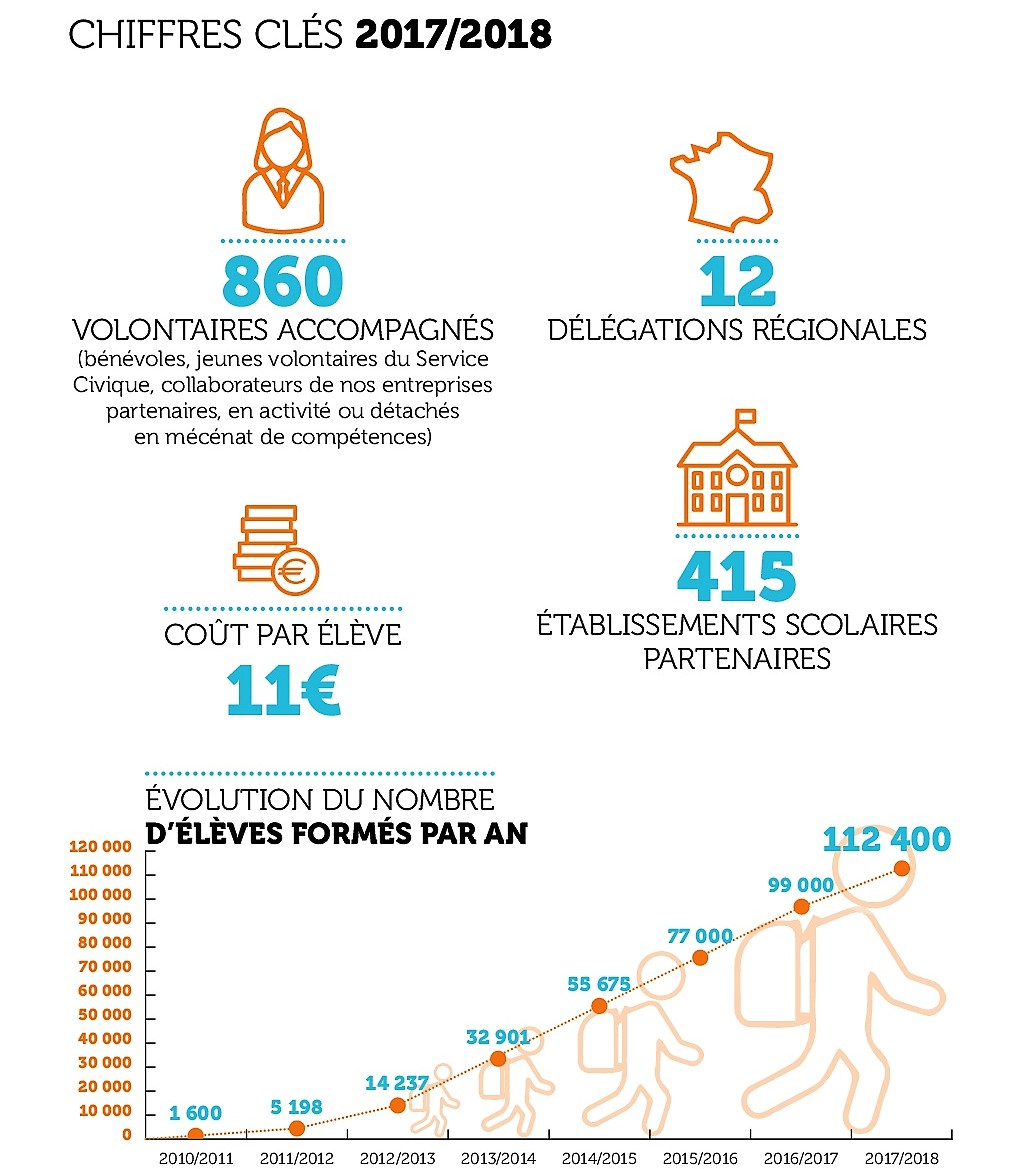 CHIFFRES CLÉS 2017/2018
860
VOLONTAIRES ACCOMPAGNÉS
(bénévoles, jeunes volontaires du Service
Civique, collaborateurs de nos entreprises
partenaires, en activité ou détachés
en mécénat de compétences)
12
DÉLÉGATIONS RÉGIONALES
€
COÛT PAR ÉLÈVE
11€
415
ÉTABLISSEMENTS SCOLAIRES
PARTENAIRES
ÉVOLUTION DU NOMBRE
D'ÉLÈVES FORMÉS PAR AN
120 000
110 000
100 000
90 000
80 000
70 000
60 000
50 000
40 000
30 000
20 000
10 000
0
1 600
5 198
14 237
32 901
55 675
77 000
99 000
112 400
2010/2011
2011/2012
2012/2013
2013/2014
2014/2015
2015/2016
2016/2017
2017/2018